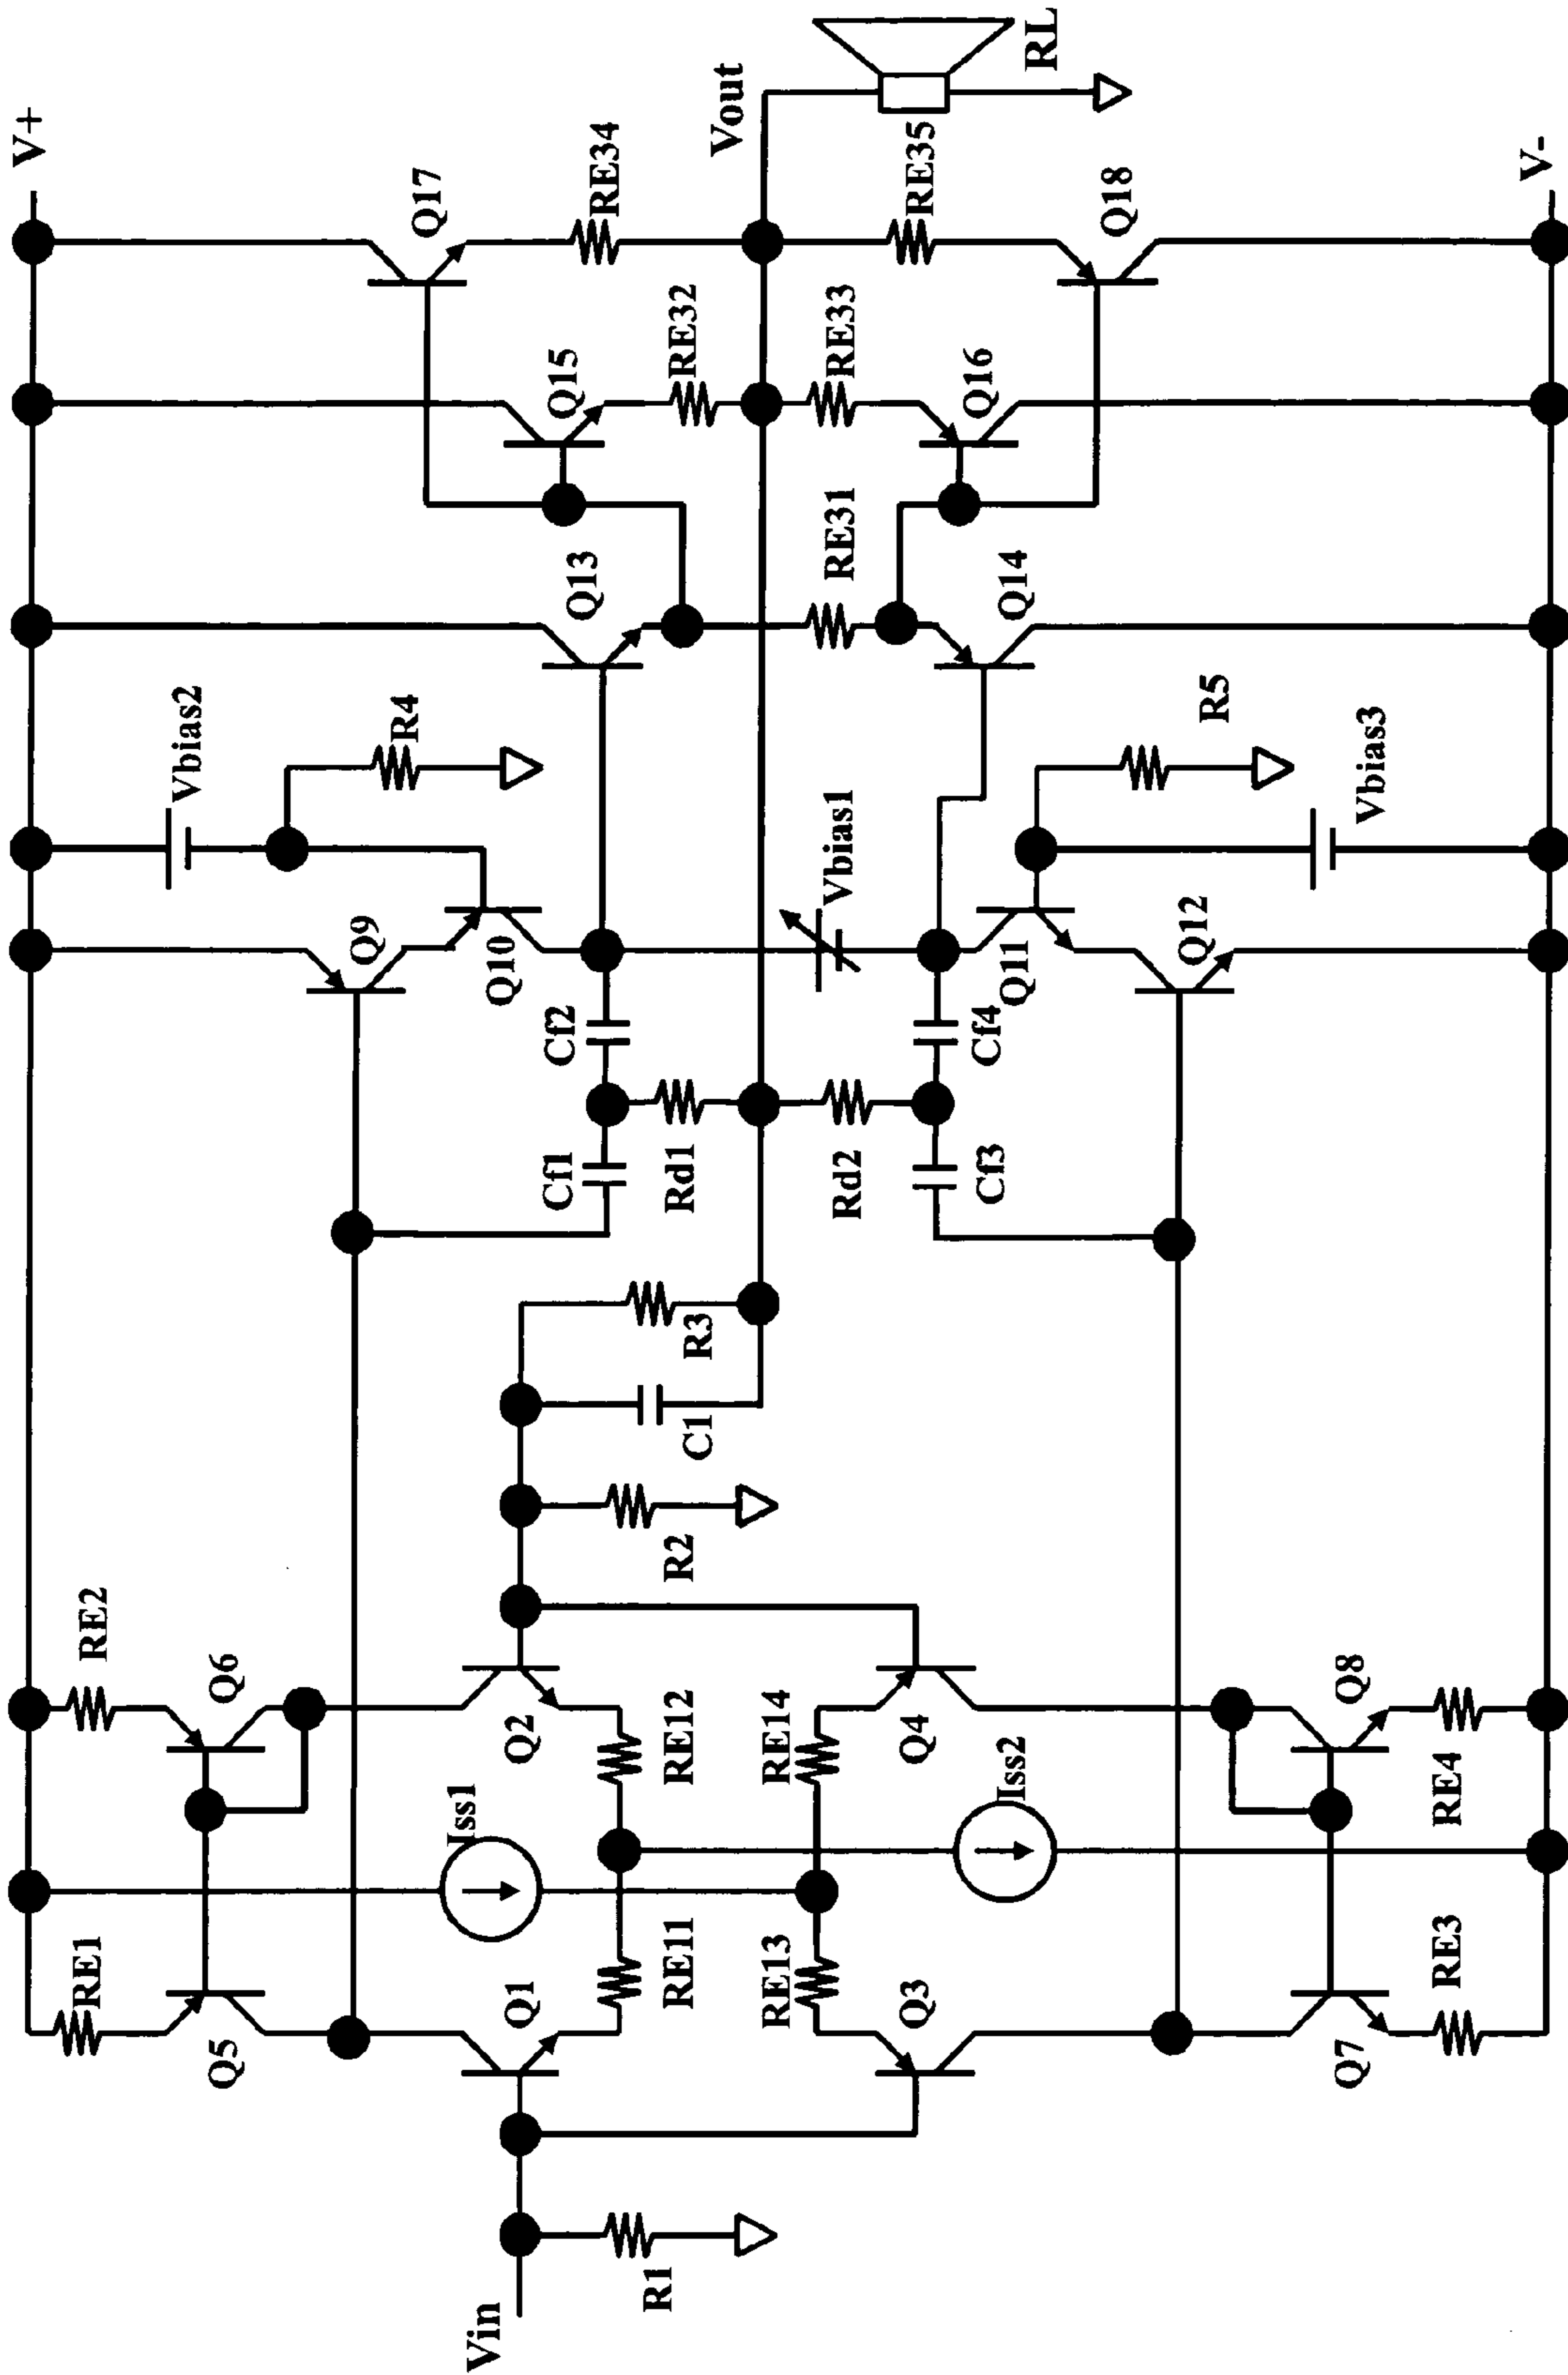 V+
Vbias2
RE1
RE2
Q5
Q6
Q9
R4
Q17
Q10
Q13
Q15
RE34
Iss1
Cf1
Cf2
RE32
Vin
Q1
Q2
R1
RE11
RE12
R2
C1
R3
Rd1
Vout
RE13
RE14
Rd2
Vbias1
RE31
RE33
RE35
RL
Q3
Q4
Iss2
Cf3
Cf4
Q11
Q14
Q16
Q18
Q12
R5
Q7
Q8
Vbias3
RE3
RE4
V-